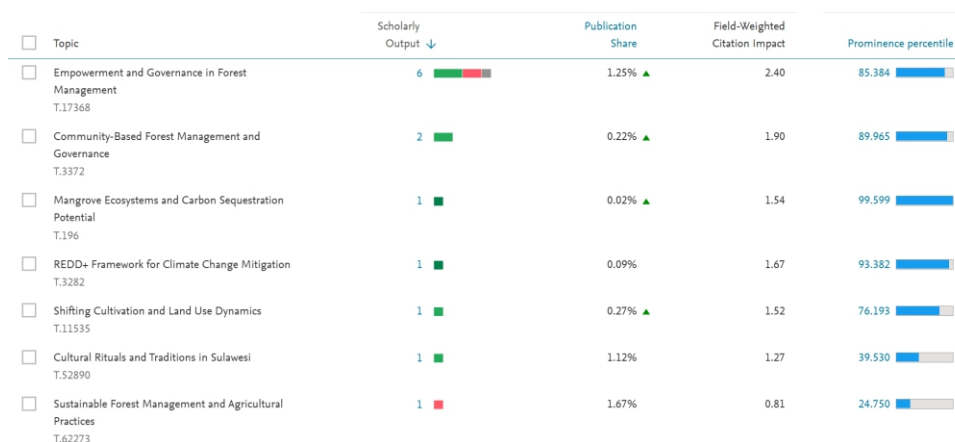 Scholarly Publication Field-Weighted
Topic Output ↓ Share Citation Impact Prominence percentile
Empowerment and Governance in Forest 6 1.25% ▲ 2.40 85.384
Management
T.17368
Community-Based Forest Management and 2 0.22% ▲ 1.90 89.965
Governance
T.3372
Mangrove Ecosystems and Carbon Sequestration 1 0.02% ▲ 1.54 99.599
Potential
T.196
REDD+ Framework for Climate Change Mitigation 1 0.09% 1.67 93.382
T.3282
Shifting Cultivation and Land Use Dynamics 1 0.27% ▲ 1.52 76.193
T.11535
Cultural Rituals and Traditions in Sulawesi 1 1.12% 1.27 39.530
T.52890
Sustainable Forest Management and Agricultural 1 1.67% 0.81 24.750
Practices
T.62273